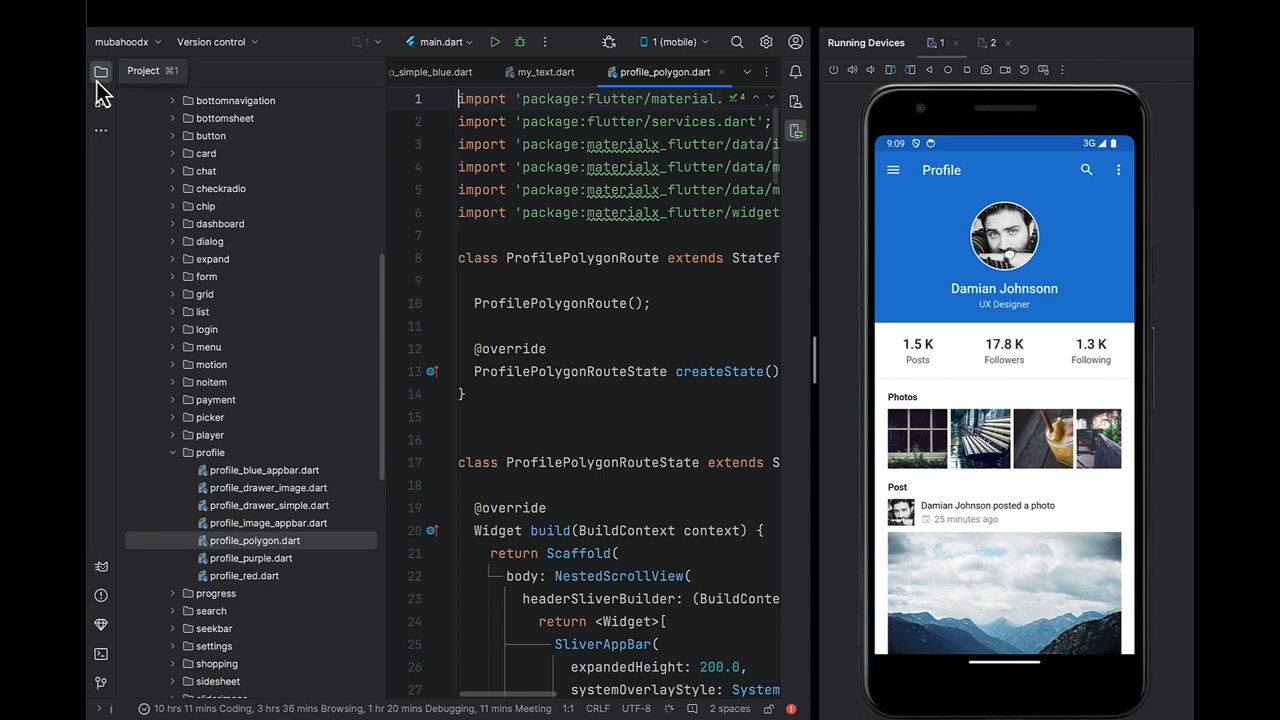 mubahoodx
Version control
1
main.dart
1 (mobile)
Running Devices
1
2
Project ⌘1
p_simple_blue.dart
my_text.dart
profile_polygon.dart
bottomnavigation
bottomsheet
button
card
chat
checkradio
chip
dashboard
dialog
expand
form
grid
list
login
menu
motion
noitem
payment
picker
player
profile
profile_blue_appbar.dart
profile_drawer_image.dart
profile_drawer_simple.dart
profile_image_appbar.dart
profile_polygon.dart
profile_purple.dart
profile_red.dart
progress
search
seekbar
settings
shopping
sidesheet
sliderimage
4
1 import 'package:flutter/material.
2 import 'package:flutter/services.dart';
3 import 'package:materialx_flutter/data/i
4 import 'package:materialx_flutter/data/m
5 import 'package:materialx_flutter/data/m
6 import 'package:materialx_flutter/widget
7
8 class ProfilePolygonRoute extends Statef
9
10 ProfilePolygonRoute();
11
12 @override
13 ProfilePolygonRouteState createState()
14 }
15
16
17 class ProfilePolygonRouteState extends S
18
19 @override
20 Widget build(BuildContext context) {
21 return Scaffold(
22 body: NestedScrollView(
23 headerSliverBuilder: (BuildConte
24 return <Widget>[
25 SliverAppBar(
26 expandedHeight: 200.0,
27 systemOverlayStyle: System
9:09
3G
Profile
Damian Johnsonn
UX Designer
1.5 K
17.8 K
1.3 K
Posts
Followers
Following
Photos
Post
Damian Johnson posted a photo
25 minutes ago
10 hrs 11 mins Coding, 3 hrs 36 mins Browsing, 1 hr 20 mins Debugging, 11 mins Meeting
1:1
CRLF
UTF-8
2 spaces